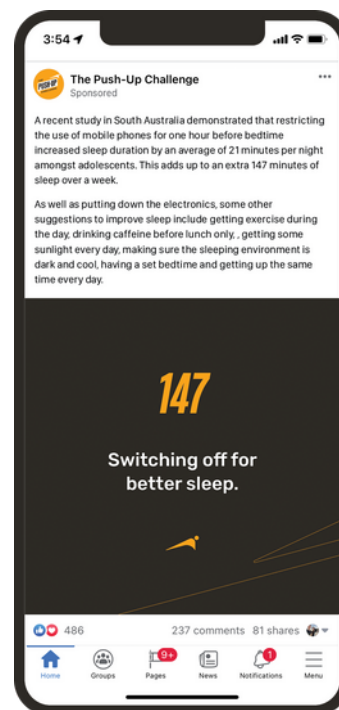 3:54
PUSH-UP
The Push-Up Challenge
Sponsored
A recent study in South Australia demonstrated that restricting
the use of mobile phones for one hour before bedtime
increased sleep duration by an average of 21 minutes per night
amongst adolescents. This adds up to an extra 147 minutes of
sleep over a week.
As well as putting down the electronics, some other
suggestions to improve sleep include getting exercise during
the day, drinking caffeine before lunch only, , getting some
sunlight every day, making sure the sleeping environment is
dark and cool, having a set bedtime and getting up the same
time every day.
147
Switching off for
better sleep.
486 237 comments 81 shares
9+ 1
Home Groups Pages News Notifications Menu